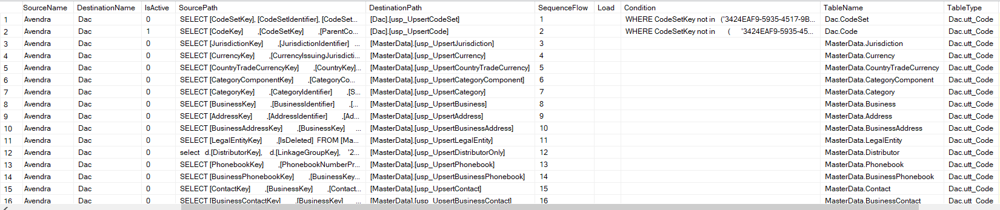 SourceName DestinationName IsActive SourcePath DestinationPath SequenceFlow Load Condition TableName TableType
1 Avendra Dac 0 SELECT [CodeSetKey], [CodeSetIdentifier], [CodeSet... [Dac].[usp_UpsertCodeSet] 1 WHERE CodeSetKey not in ('3424EAF9-5935-4517-9B... Dac.CodeSet Dac.utt_Code
2 Avendra Dac 1 SELECT [CodeKey] ,[CodeSetKey] ,[ParentCo... [Dac].[usp_UpsertCode] 2 WHERE CodeSetKey not in ( '3424EAF9-5935-45... Dac.Code Dac.utt_Code
3 Avendra Dac 0 SELECT [JurisdictionKey] ,[JurisdictionIdentifier] ... [MasterData].[usp_UpsertJurisdiction] 3 MasterData.Jurisdiction Dac.utt_Code
4 Avendra Dac 0 SELECT [CurrencyKey] ,[CurrencyIssuingJurisdicti... [MasterData].[usp_UpsertCurrency] 4 MasterData.Currency Dac.utt_Code
5 Avendra Dac 0 SELECT [CountryTradeCurrencyKey] ,[CountryKey]... [MasterData].[usp_UpsertCountryTradeCurrency] 5 MasterData.CountryTradeCurrency Dac.utt_Code
6 Avendra Dac 0 SELECT [CategoryComponentKey] ,[CategoryCo... [MasterData].[usp_UpsertCategoryComponent] 6 MasterData.CategoryComponent Dac.utt_Code
7 Avendra Dac 0 SELECT [CategoryKey] ,[CategoryIdentifier] ,[S... [MasterData].[usp_UpsertCategory] 7 MasterData.Category Dac.utt_Code
8 Avendra Dac 0 SELECT [BusinessKey] ,[BusinessIdentifier] ,[... [MasterData].[usp_UpsertBusiness] 8 MasterData.Business Dac.utt_Code
9 Avendra Dac 0 SELECT [AddressKey] ,[AddressIdentifier] ,[Ad... [MasterData].[usp_UpsertAddress] 9 MasterData.Address Dac.utt_Code
10 Avendra Dac 0 SELECT [BusinessAddressKey] ,[BusinessKey] ... [MasterData].[usp_UpsertBusinessAddress] 10 MasterData.BusinessAddress Dac.utt_Code
11 Avendra Dac 0 SELECT [LegalEntityKey] ,[IsDeleted] FROM [Ma... [MasterData].[usp_UpsertLegalEntity] 11 MasterData.LegalEntity Dac.utt_Code
12 Avendra Dac 0 select d.[DistributorKey], d.[LinkageGroupKey], '2... [MasterData].[usp_UpsertDistributorOnly] 12 MasterData.Distributor Dac.utt_Code
13 Avendra Dac 0 SELECT [PhonebookKey] ,[PhonebookNumberPr... [MasterData].[usp_UpsertPhonebook] 13 MasterData.Phonebook Dac.utt_Code
14 Avendra Dac 0 SELECT [BusinessPhonebookKey] ,[BusinessKey... [MasterData].[usp_UpsertBusinessPhonebook] 14 MasterData.BusinessPhonebook Dac.utt_Code
15 Avendra Dac 0 SELECT [ContactKey] ,[BusinessKey] ,[Contact... [MasterData].[usp_UpsertContact] 15 MasterData.Contact Dac.utt_Code
16 Avendra Dac 0 SELECT [BusinessContactKey] ,[BusinessKey] ... [MasterData].[usp_UpsertBusinessContact] 16 MasterData.BusinessContact Dac.utt_Code